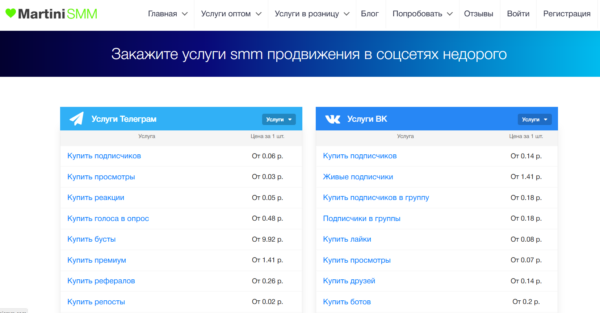 MartiniSMM Главная Услуги оптом Услуги в розницу Блог Попробовать Отзывы Войти Регистрация
Закажите услуги smm продвижения в соцсетях недорого
Услуги Телеграм Услуги
Услуга Цена за 1 шт.
Купить подписчиков От 0.06 р.
Купить просмотры От 0.03 р.
Купить реакции От 0.05 р.
Купить голоса в опрос От 0.48 р.
Купить бусты От 9.92 р.
Купить премиум От 1.41 р.
Купить рефералов От 0.26 р.
Купить репосты От 0.02 р.
Услуги ВК Услуги
Услуга Цена за 1 шт.
Купить подписчиков От 0.14 р.
Живые подписчики От 1.41 р.
Купить подписчиков в группу От 0.18 р.
Подписчики в группы От 0.18 р.
Купить лайки От 0.08 р.
Купить просмотры От 0.07 р.
Купить друзей От 0.14 р.
Купить ботов От 0.2 р.